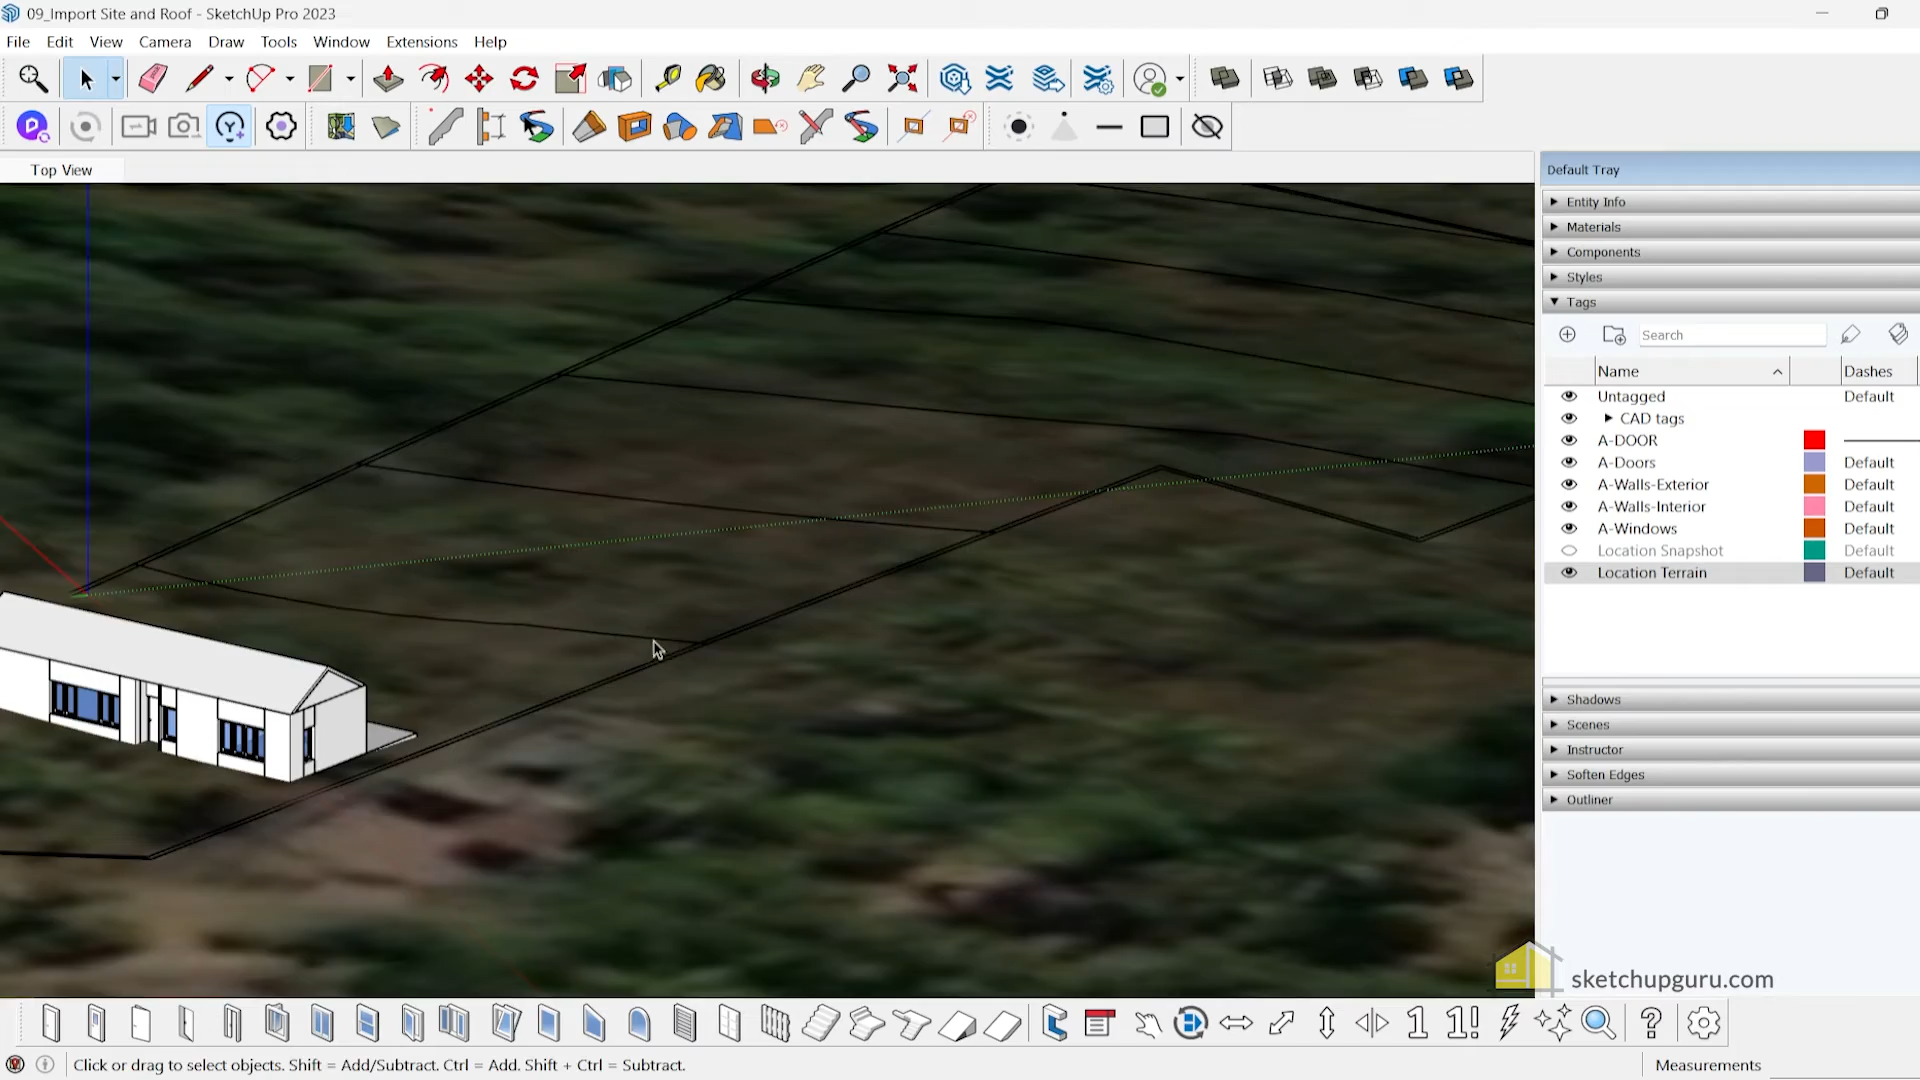 09_Import Site and Roof - SketchUp Pro 2023
File Edit View Camera Draw Tools Window Extensions Help
Top View
Default Tray
Entity Info
Materials
Components
Styles
Tags
Search
Name Dashes
Untagged Default
CAD tags
A-DOOR
A-Doors Default
A-Walls-Exterior Default
A-Walls-Interior Default
A-Windows Default
Location Snapshot Default
Location Terrain Default
Shadows
Scenes
Instructor
Soften Edges
Outliner
sketchupguru.com
1 1! ?
Click or drag to select objects. Shift = Add/Subtract. Ctrl = Add. Shift + Ctrl = Subtract.
Measurements